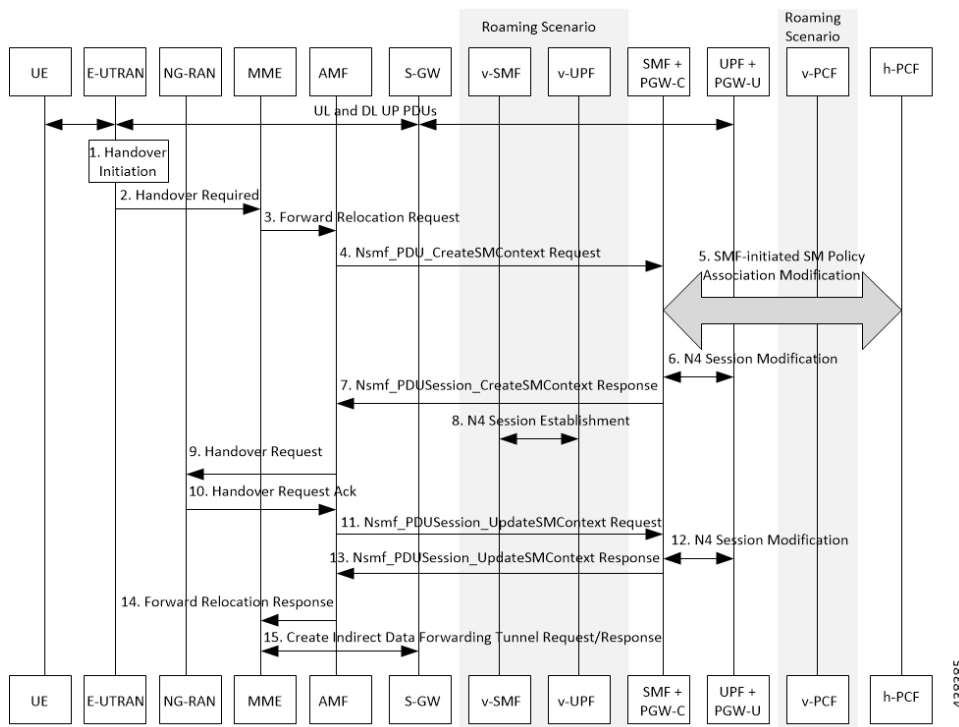 Roaming Scenario
Roaming
Scenario
UE
E-UTRAN
NG-RAN
MME
AMF
S-GW
v-SMF
v-UPF
SMF +
PGW-C
UPF +
PGW-U
v-PCF
h-PCF
UL and DL UP PDUs
1. Handover
Initiation
2. Handover Required
3. Forward Relocation Request
4. Nsmf_PDU_CreateSMContext Request
5. SMF-initiated SM Policy
Association Modification
6. N4 Session Modification
7. Nsmf_PDUSession_CreateSMContext Response
8. N4 Session Establishment
9. Handover Request
10. Handover Request Ack
11. Nsmf_PDUSession_UpdateSMContext Request
12. N4 Session Modification
13. Nsmf_PDUSession_UpdateSMContext Response
14. Forward Relocation Response
15. Create Indirect Data Forwarding Tunnel Request/Response
UE
E-UTRAN
NG-RAN
MME
AMF
S-GW
v-SMF
v-UPF
SMF +
PGW-C
UPF +
PGW-U
v-PCF
h-PCF
438385